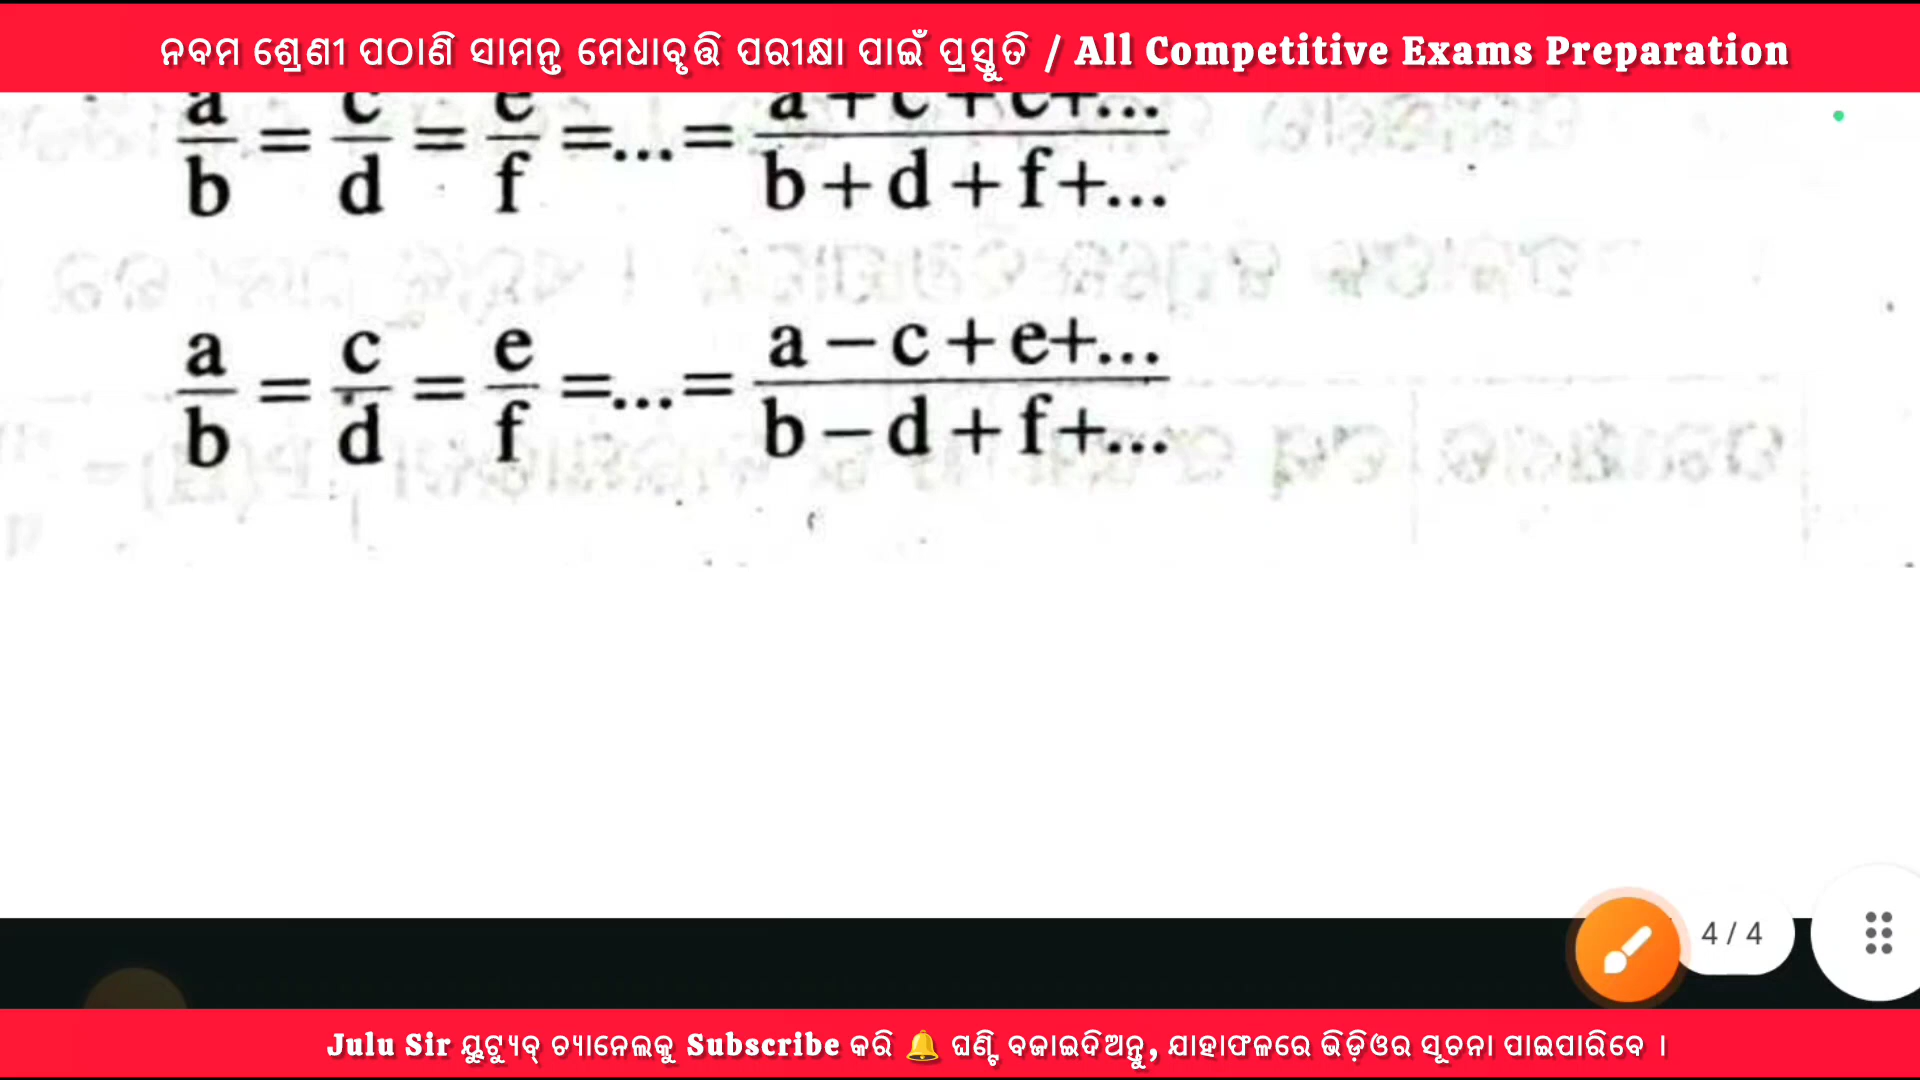 ନବମ ଶ୍ରେଣୀ ପଠାଣି ସାମନ୍ତ ମେଧାବୃତ୍ତି ପରୀକ୍ଷା ପାଇଁ ପ୍ରସ୍ତୁତି / All Competitive Exams Preparation
a/b = c/d = e/f =...= a + c + e+.../b + d + f +...
a/b = c/d = e/f =...= a − c + e+.../b − d + f +...
4 / 4
Julu Sir ୟୁଟ୍ୟୁବ୍ ଚ୍ୟାନେଲକୁ Subscribe କରି 🔔 ଘଣ୍ଟି ବଜାଇଦିଅନ୍ତୁ, ଯାହାଫଳରେ ଭିଡ଼ିଓର ସୂଚନା ପାଇପାରିବେ ।